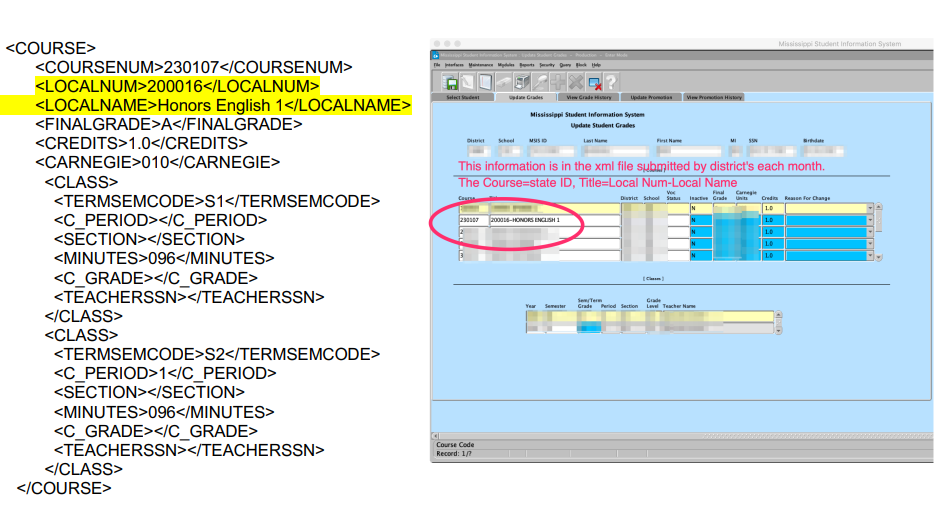 <COURSE>
<COURSENUM>230107</COURSENUM>
<LOCALNUM>200016</LOCALNUM>
<LOCALNAME>Honors English 1</LOCALNAME>
<FINALGRADE>A</FINALGRADE>
<CREDITS>1.0</CREDITS>
<CARNEGIE>010</CARNEGIE>
<CLASS>
<TERMSEMCODE>S1</TERMSEMCODE>
<C_PERIOD></C_PERIOD>
<SECTION></SECTION>
<MINUTES>096</MINUTES>
<C_GRADE></C_GRADE>
<TEACHERSSN></TEACHERSSN>
</CLASS>
<CLASS>
<TERMSEMCODE>S2</TERMSEMCODE>
<C_PERIOD>1</C_PERIOD>
<SECTION></SECTION>
<MINUTES>096</MINUTES>
<C_GRADE></C_GRADE>
<TEACHERSSN></TEACHERSSN>
</CLASS>
</COURSE>
Mississippi Student Information System
File Interfaces Maintenance Modules Reports Security Query Block Help
Select Student Update Grades View Grade History Update Promotion View Promotion History
Mississippi Student Information System
Update Student Grades
District School MSIS ID Last Name First Name MI SSN Birthdate
This information is in the xml file submitted by district's each month.
The Course=state ID, Title=Local Num-Local Name
Course District School Voc Status Inactive Final Grade Carnegie Units Credits Reason For Change
N 1.0
230107 200016-HONORS ENGLISH 1 N 1.0
2 N 1.0
3 N 1.0
[ Classes ]
Year Semester Sem/Term Grade Period Section Grade Level Teacher Name
Course Code
Record: 1/?